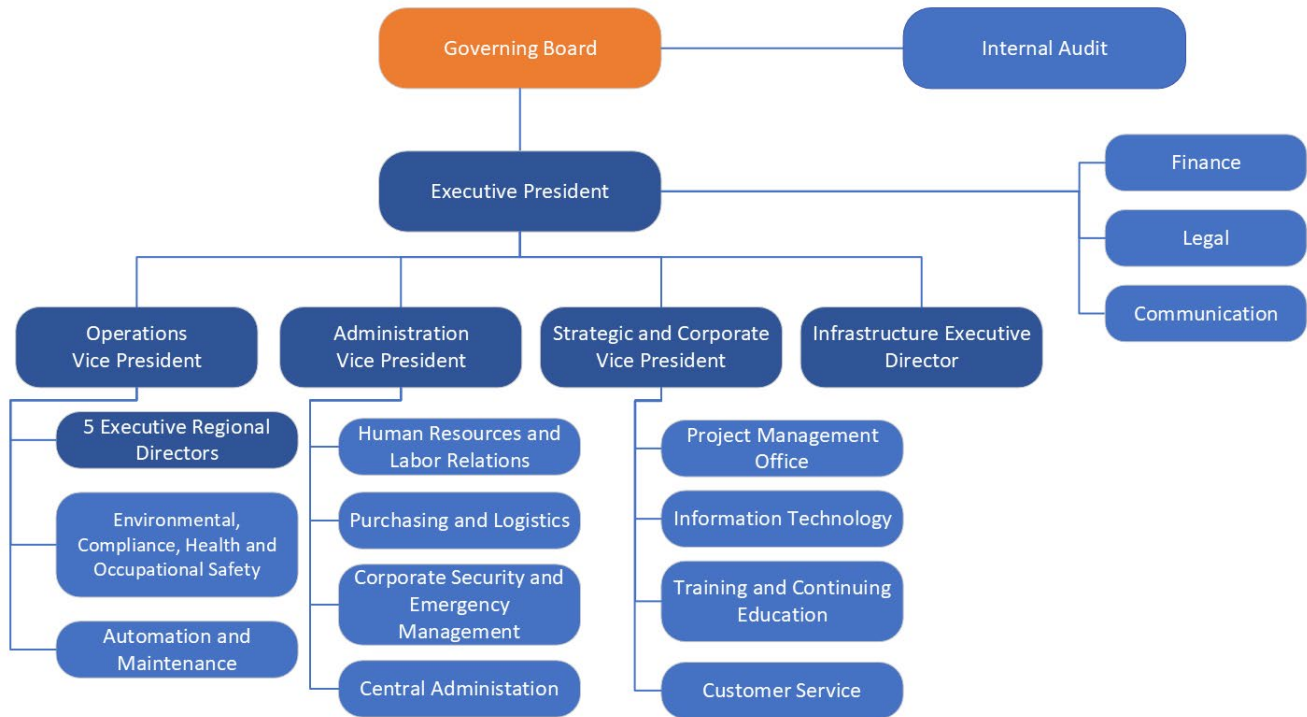 Governing Board
Internal Audit
Executive President
Finance
Legal
Communication
Operations
Vice President
Administration
Vice President
Strategic and Corporate
Vice President
Infrastructure Executive
Director
5 Executive Regional
Directors
Environmental,
Compliance, Health and
Occupational Safety
Automation and
Maintenance
Human Resources and
Labor Relations
Purchasing and Logistics
Corporate Security and
Emergency
Management
Central Administation
Project Management
Office
Information Technology
Training and Continuing
Education
Customer Service